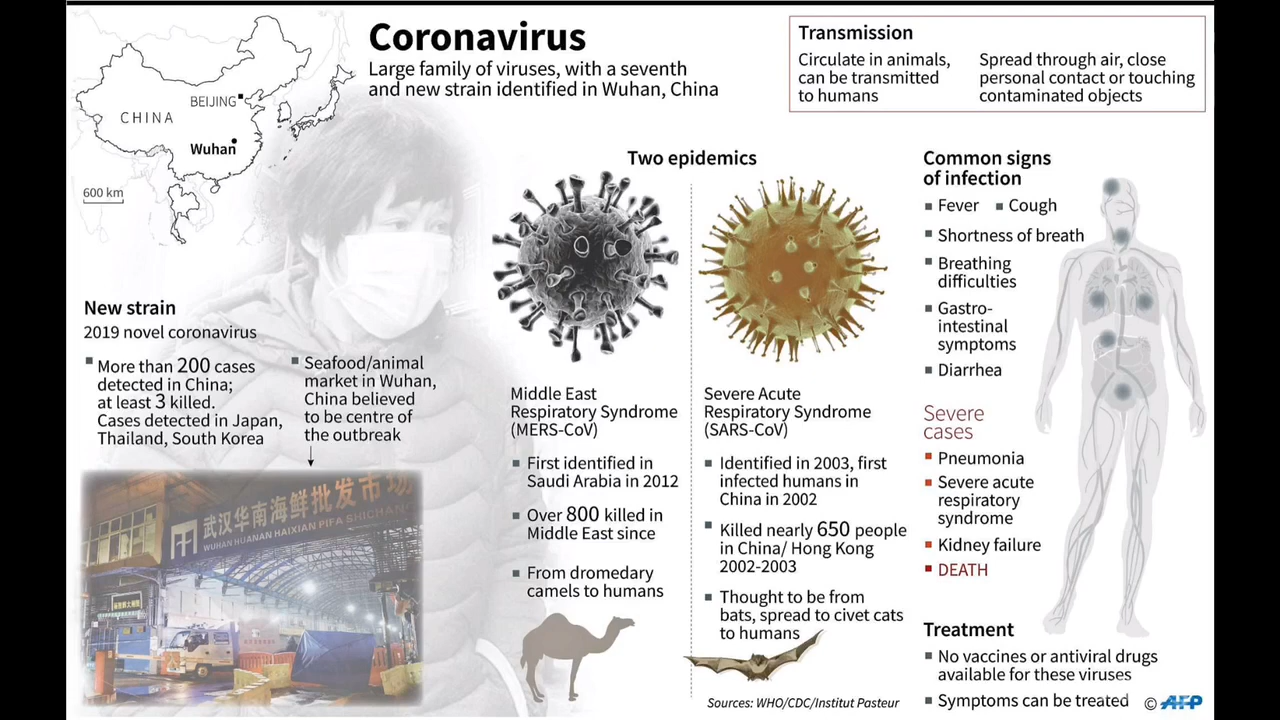 Coronavirus
Large family of viruses, with a seventh
and new strain identified in Wuhan, China
Transmission
Circulate in animals,
can be transmitted
to humans
Spread through air, close
personal contact or touching
contaminated objects
BEIJING
CHINA
Wuhan
600 km
New strain
2019 novel coronavirus
More than 200 cases
detected in China;
at least 3 killed.
Cases detected in Japan,
Thailand, South Korea
Seafood/animal
market in Wuhan,
China believed
to be centre of
the outbreak
武汉华南海鲜批发市场
WUHAN HUANAN HAIXIAN PIFA SHICHANG
Two epidemics
Middle East
Respiratory Syndrome
(MERS-CoV)
First identified in
Saudi Arabia in 2012
Over 800 killed in
Middle East since
From dromedary
camels to humans
Severe Acute
Respiratory Syndrome
(SARS-CoV)
Identified in 2003, first
infected humans in
China in 2002
Killed nearly 650 people
in China/ Hong Kong
2002-2003
Thought to be from
bats, spread to civet cats
to humans
Sources: WHO/CDC/Institut Pasteur
Common signs
of infection
Fever Cough
Shortness of breath
Breathing
difficulties
Gastro-
intestinal
symptoms
Diarrhea
Severe
cases
Pneumonia
Severe acute
respiratory
syndrome
Kidney failure
DEATH
Treatment
No vaccines or antiviral drugs
available for these viruses
Symptoms can be treated
© AFP